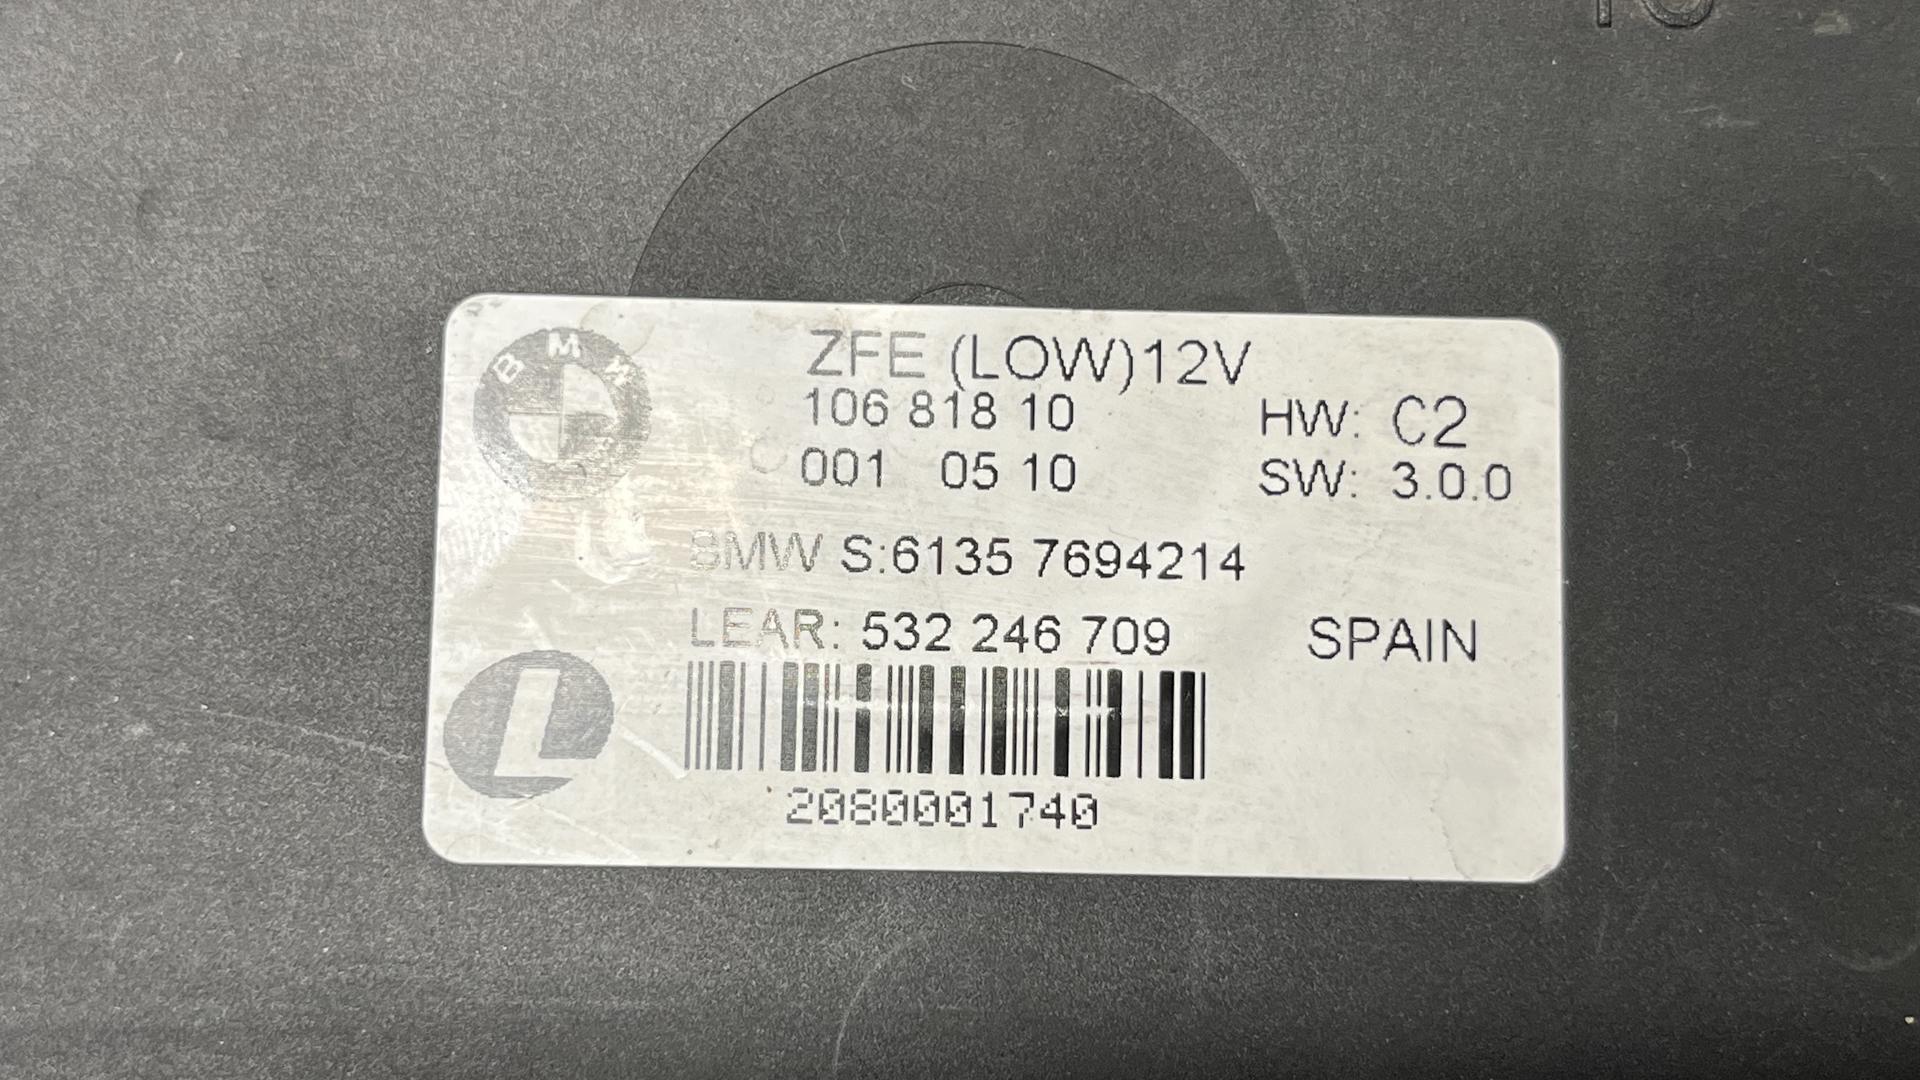 BMW
ZFE (LOW)12V
106 818 10 HW: C2
001 05 10 SW: 3.0.0
BMW S:6135 7694214
LEAR: 532 246 709 SPAIN
L
2080001740